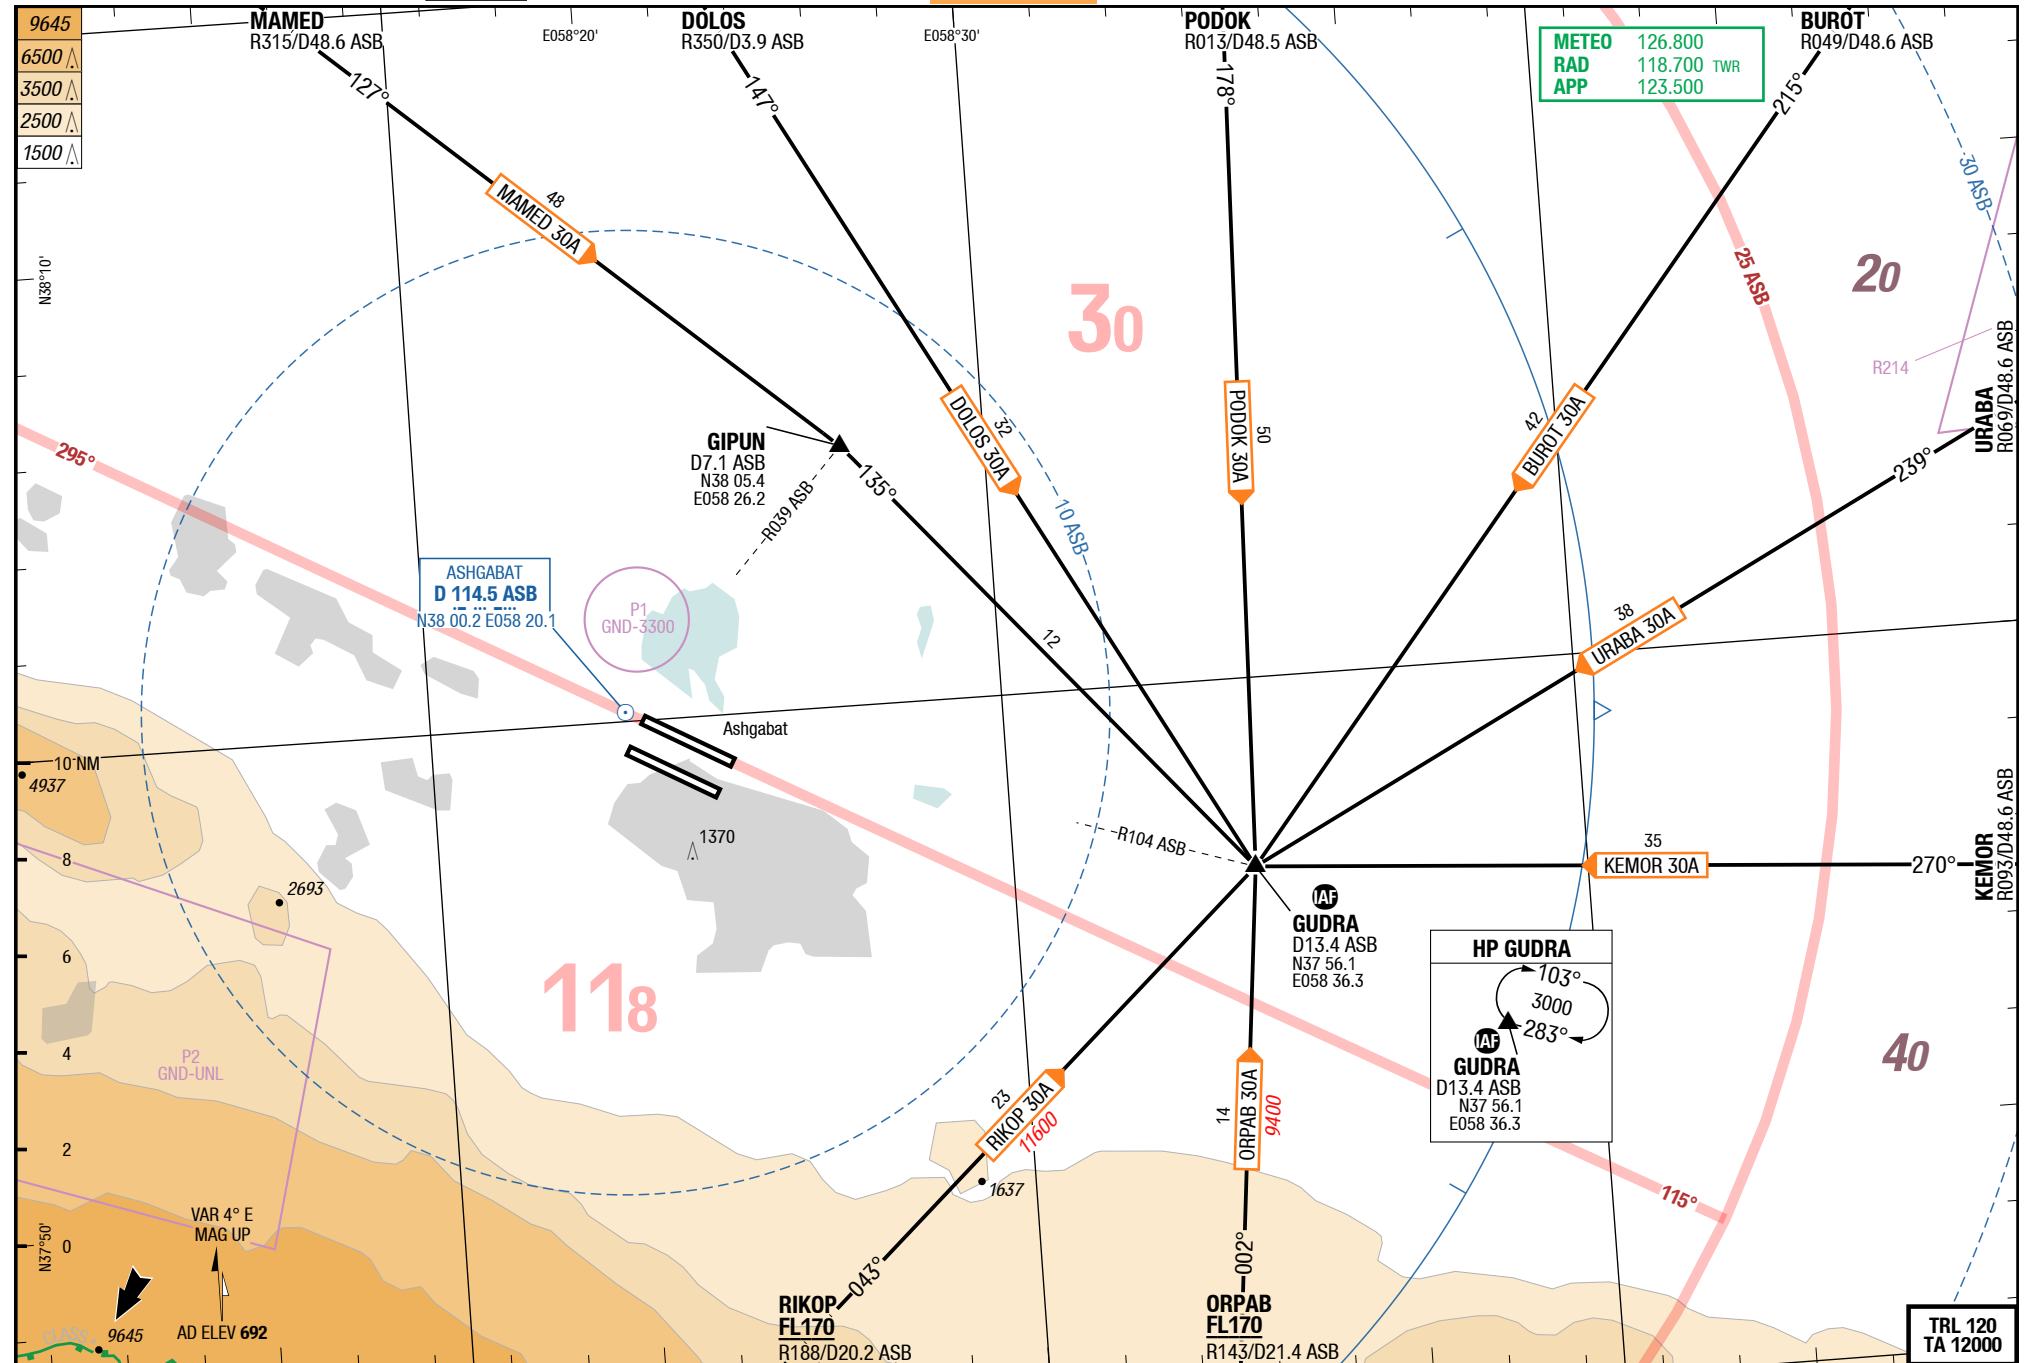 9645
6500
3500
2500
1500
MAMED
R315/D48.6 ASB
127°
E058°20'
DOLOS
R350/D3.9 ASB
147°
E058°30'
PODOK
R013/D48.5 ASB
178°
METEO 126.800
RAD 118.700 TWR
APP 123.500
BUROT
R049/D48.6 ASB
215°
30 ASB
48
MAMED 30A
N38°10'
30
25 ASB
20
R214
URABA
R069/D48.6 ASB
239°
DOLOS 30A
32
PODOK 30A
50
42
BUROT 30A
295°
GIPUN
D7.1 ASB
N38 05.4
E058 26.2
135°
R039 ASB
10 ASB
ASHGABAT
D 114.5 ASB
N38 00.2 E058 20.1
P1
GND-3300
12
38
URABA 30A
Ashgabat
10 NM
4937
8
6
4
2
0
1370
R104 ASB
35
KEMOR 30A
270°
KEMOR
R093/D48.6 ASB
2693
IAF
GUDRA
D13.4 ASB
N37 56.1
E058 36.3
HP GUDRA
103°
3000
283°
IAF
GUDRA
D13.4 ASB
N37 56.1
E058 36.3
118
40
P2
GND-UNL
23
RIKOP 30A
11600
14
ORPAB 30A
9400
1637
115°
VAR 4° E
MAG UP
N37°50'
043°
002°
RIKOP
FL170
R188/D20.2 ASB
ORPAB
FL170
R143/D21.4 ASB
AD ELEV 692
CLASS
9645
TRL 120
TA 12000